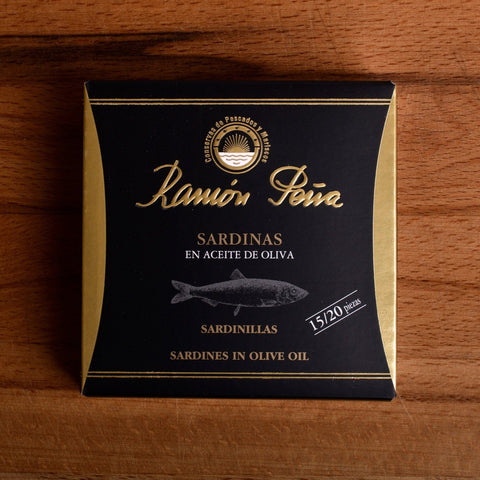 Conservas de Pescados y Mariscos
Ramón Peña
SARDINAS
EN ACEITE DE OLIVA
15/20 piezas
SARDINILLAS
SARDINES IN OLIVE OIL